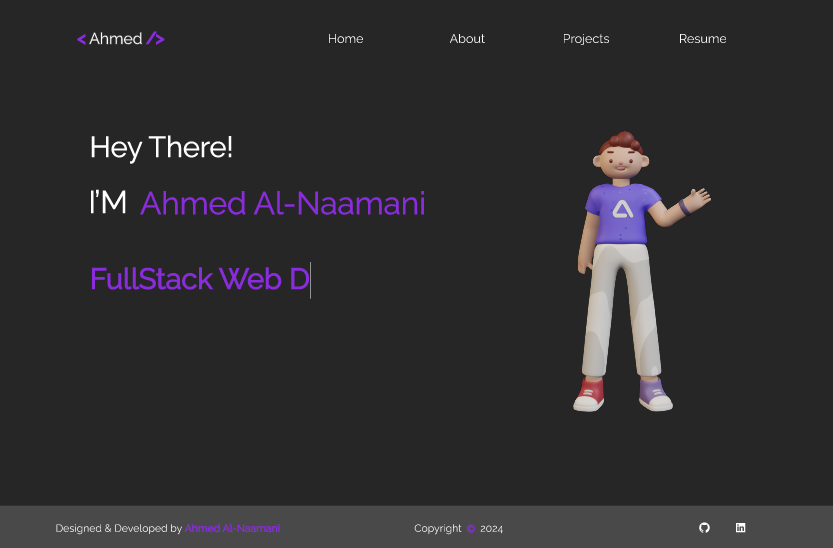 < Ahmed />
Home
About
Projects
Resume
Hey There!
I'M Ahmed Al-Naamani
FullStack Web D
Designed & Developed by Ahmed Al-Naamani
Copyright © 2024